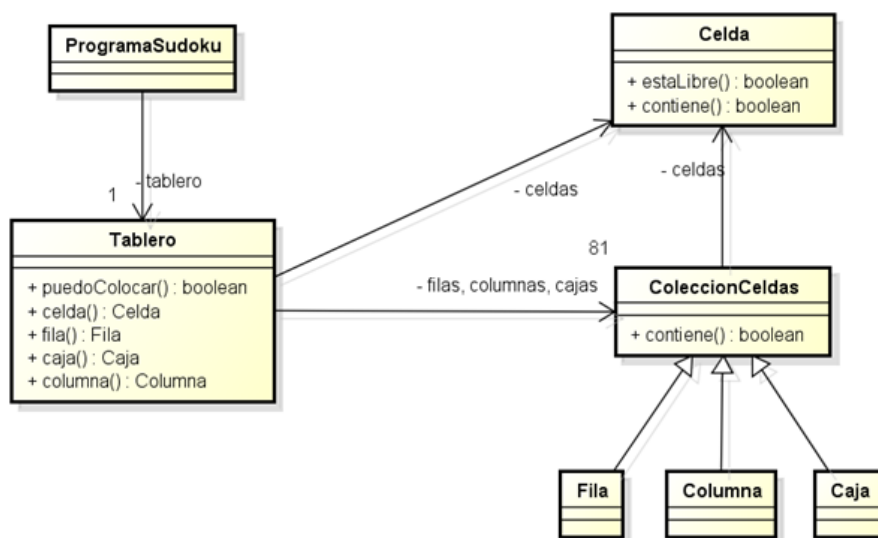 ProgramaSudoku
Celda
+ estaLibre() : boolean
+ contiene() : boolean
- tablero
1
- celdas
- celdas
Tablero
+ puedoColocar() : boolean
+ celda() : Celda
+ fila() : Fila
+ caja() : Caja
+ columna() : Columna
81
- filas, columnas, cajas
ColeccionCeldas
+ contiene() : boolean
Fila
Columna
Caja